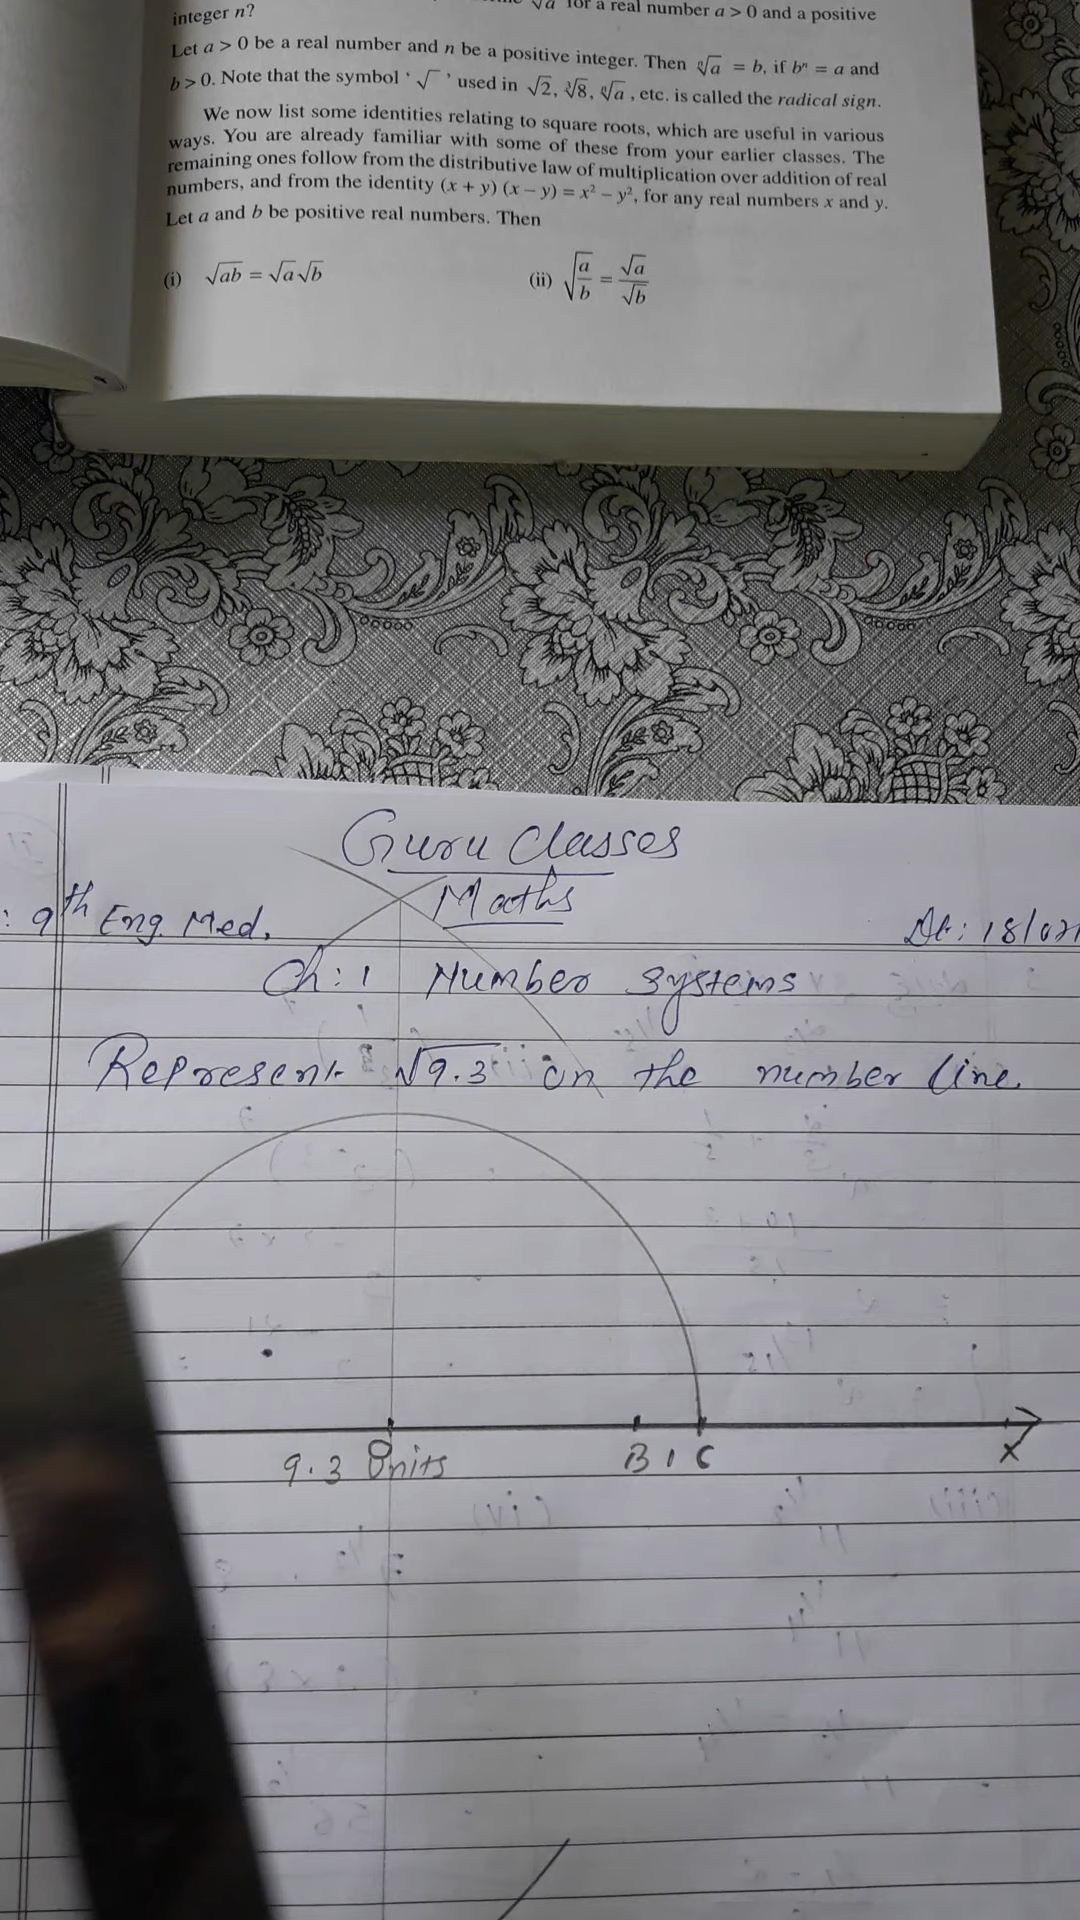 √a for a real number a > 0 and a positive
integer n?
Let a > 0 be a real number and n be a positive integer. Then ⁿ√a = b, if bⁿ = a and
b > 0. Note that the symbol ‘√ ’ used in √2, ³√8, ⁿ√a , etc. is called the radical sign.
We now list some identities relating to square roots, which are useful in various
ways. You are already familiar with some of these from your earlier classes. The
remaining ones follow from the distributive law of multiplication over addition of real
numbers, and from the identity (x + y) (x – y) = x² – y², for any real numbers x and y.
Let a and b be positive real numbers. Then
(i) √ab = √a√b (ii) √(a/b) = √a/√b
Guru Classes
Maths
: 9th Eng. Med. Dt: 18/02/
Ch: 1 Number Systems
Represent √9.3 on the number line.
9.3 Units B 1 C X